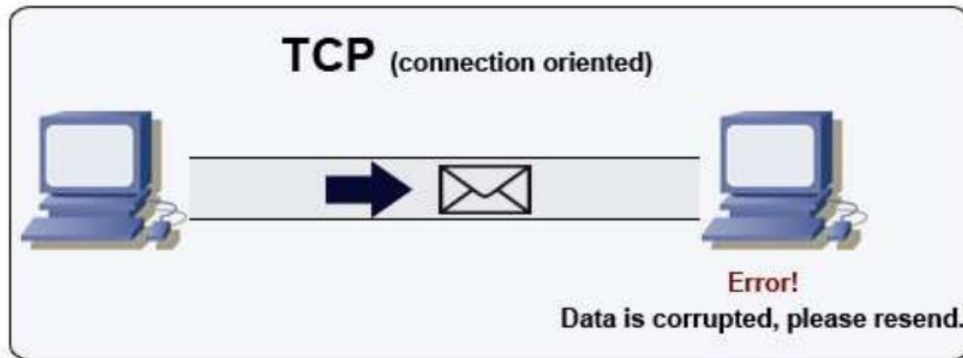 TCP (connection oriented)
Error!
Data is corrupted, please resend.